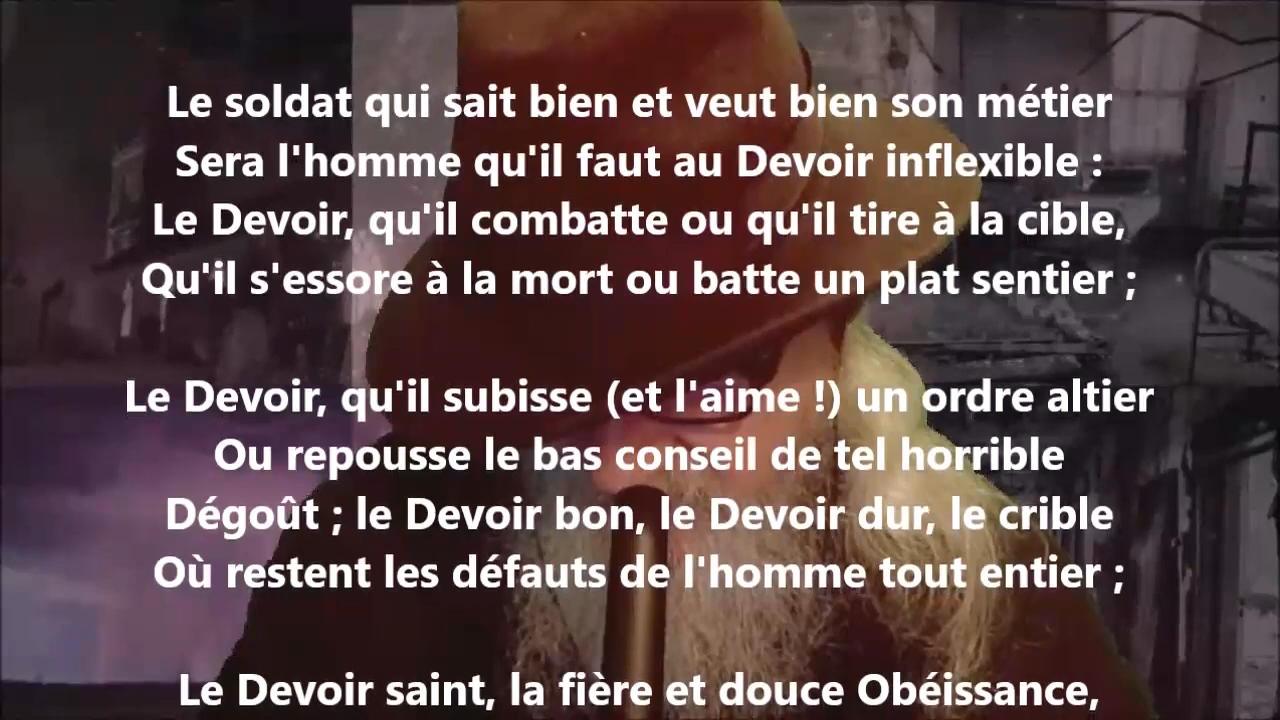 Le soldat qui sait bien et veut bien son métier
Sera l'homme qu'il faut au Devoir inflexible :
Le Devoir, qu'il combatte ou qu'il tire à la cible,
Qu'il s'essore à la mort ou batte un plat sentier ;
Le Devoir, qu'il subisse (et l'aime !) un ordre altier
Ou repousse le bas conseil de tel horrible
Dégoût ; le Devoir bon, le Devoir dur, le crible
Où restent les défauts de l'homme tout entier ;
Le Devoir saint, la fière et douce Obéissance,